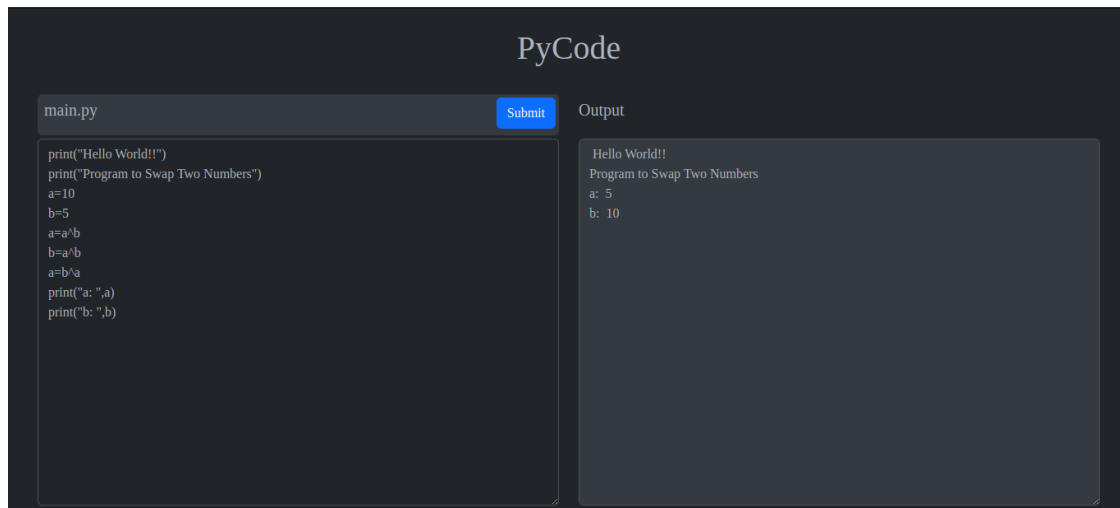 PyCode
main.py
Submit
print("Hello World!!")
print("Program to Swap Two Numbers")
a=10
b=5
a=a^b
b=a^b
a=b^a
print("a: ",a)
print("b: ",b)
Output
Hello World!!
Program to Swap Two Numbers
a:  5
b:  10